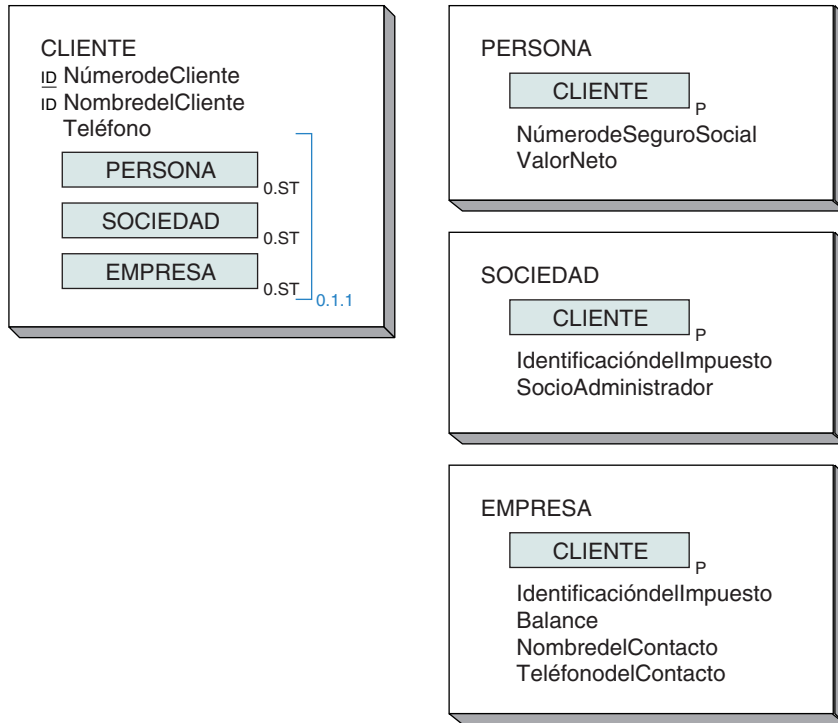 CLIENTE
ID NúmerodeCliente
ID NombredelCliente
Teléfono
PERSONA
0.ST
SOCIEDAD
0.ST
EMPRESA
0.ST
0.1.1
PERSONA
CLIENTE
P
NúmerodeSeguroSocial
ValorNeto
SOCIEDAD
CLIENTE
P
IdentificacióndelImpuesto
SocioAdministrador
EMPRESA
CLIENTE
P
IdentificacióndelImpuesto
Balance
NombredelContacto
TeléfonodelContacto